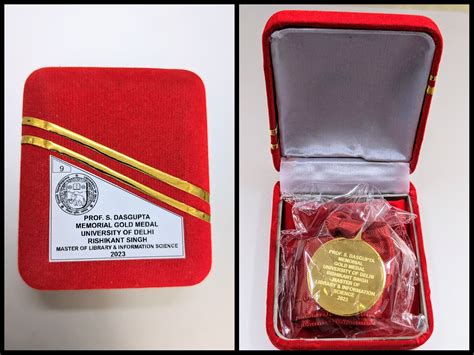 9
PROF. S. DASGUPTA
MEMORIAL GOLD MEDAL
UNIVERSITY OF DELHI
RISHIKANT SINGH
MASTER OF LIBRARY & INFORMATION SCIENCE
2023
PROF. S. DASGUPTA
MEMORIAL
GOLD MEDAL
UNIVERSITY OF DELHI
RISHIKANT SINGH
MASTER OF
LIBRARY & INFORMATION
SCIENCE
2023